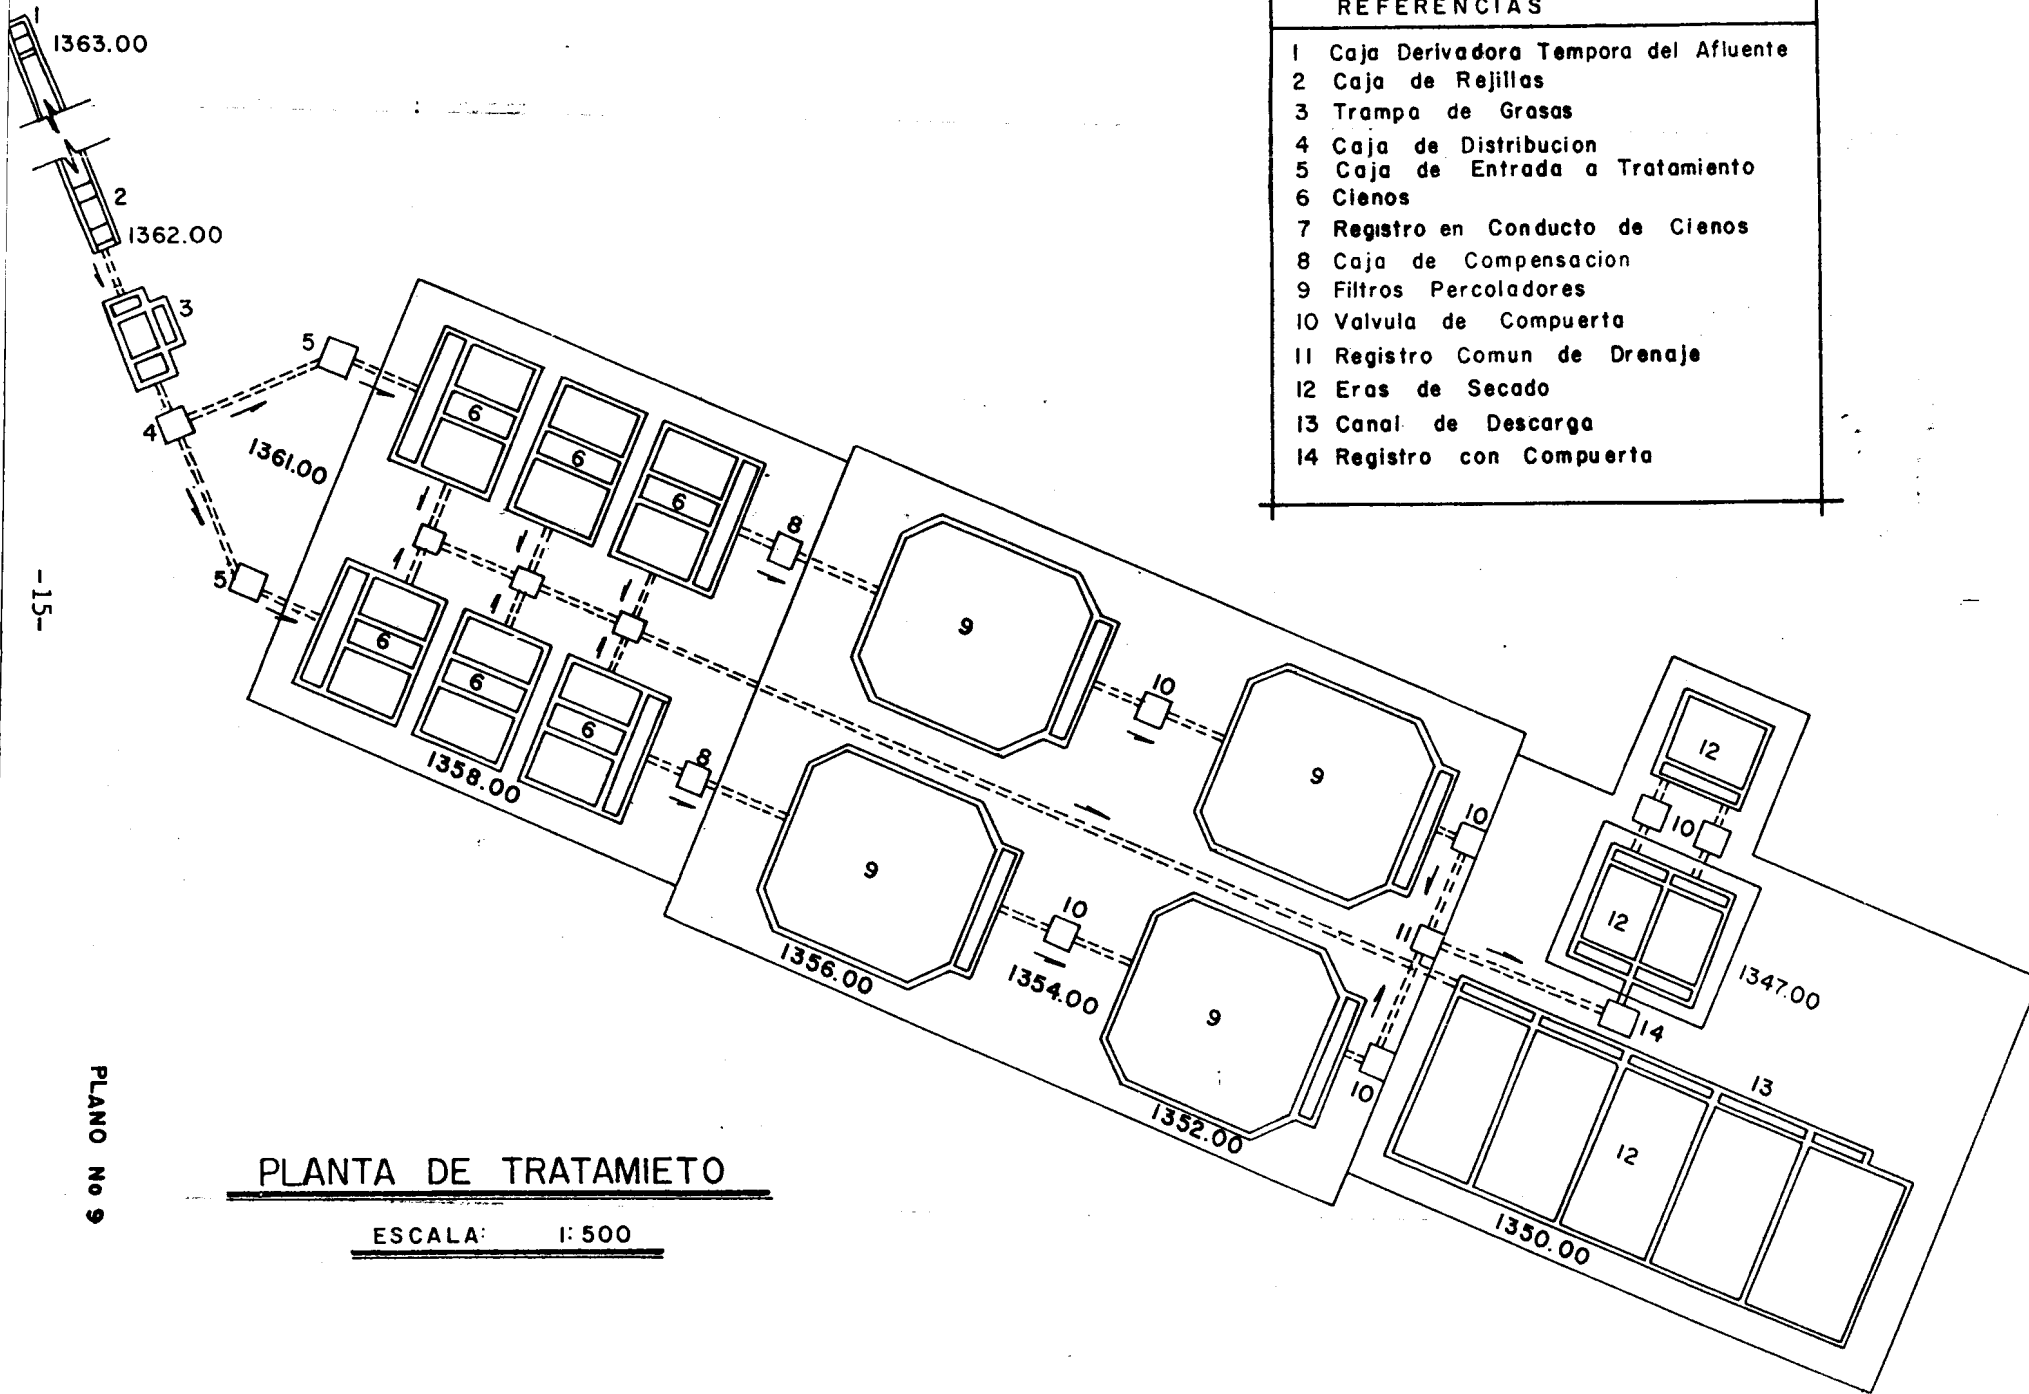 REFERENCIAS
1 Caja Derivadora Tempora del Afluente
2 Caja de Rejillas
3 Trampa de Grasas
4 Caja de Distribucion
5 Caja de Entrada a Tratamiento
6 Cienos
7 Registro en Conducto de Cienos
8 Caja de Compensacion
9 Filtros Percoladores
10 Valvula de Compuerta
11 Registro Comun de Drenaje
12 Eras de Secado
13 Canal de Descarga
14 Registro con Compuerta
1
1363.00
2
1362.00
3
5
4
1361.00
6
6
6
8
5
6
6
6
8
1358.00
9
10
9
10
9
10
9
10
11
1356.00
1354.00
1352.00
12
10
12
1347.00
14
13
12
1350.00
-15-
PLANO No 9
PLANTA DE TRATAMIETO
ESCALA: 1:500